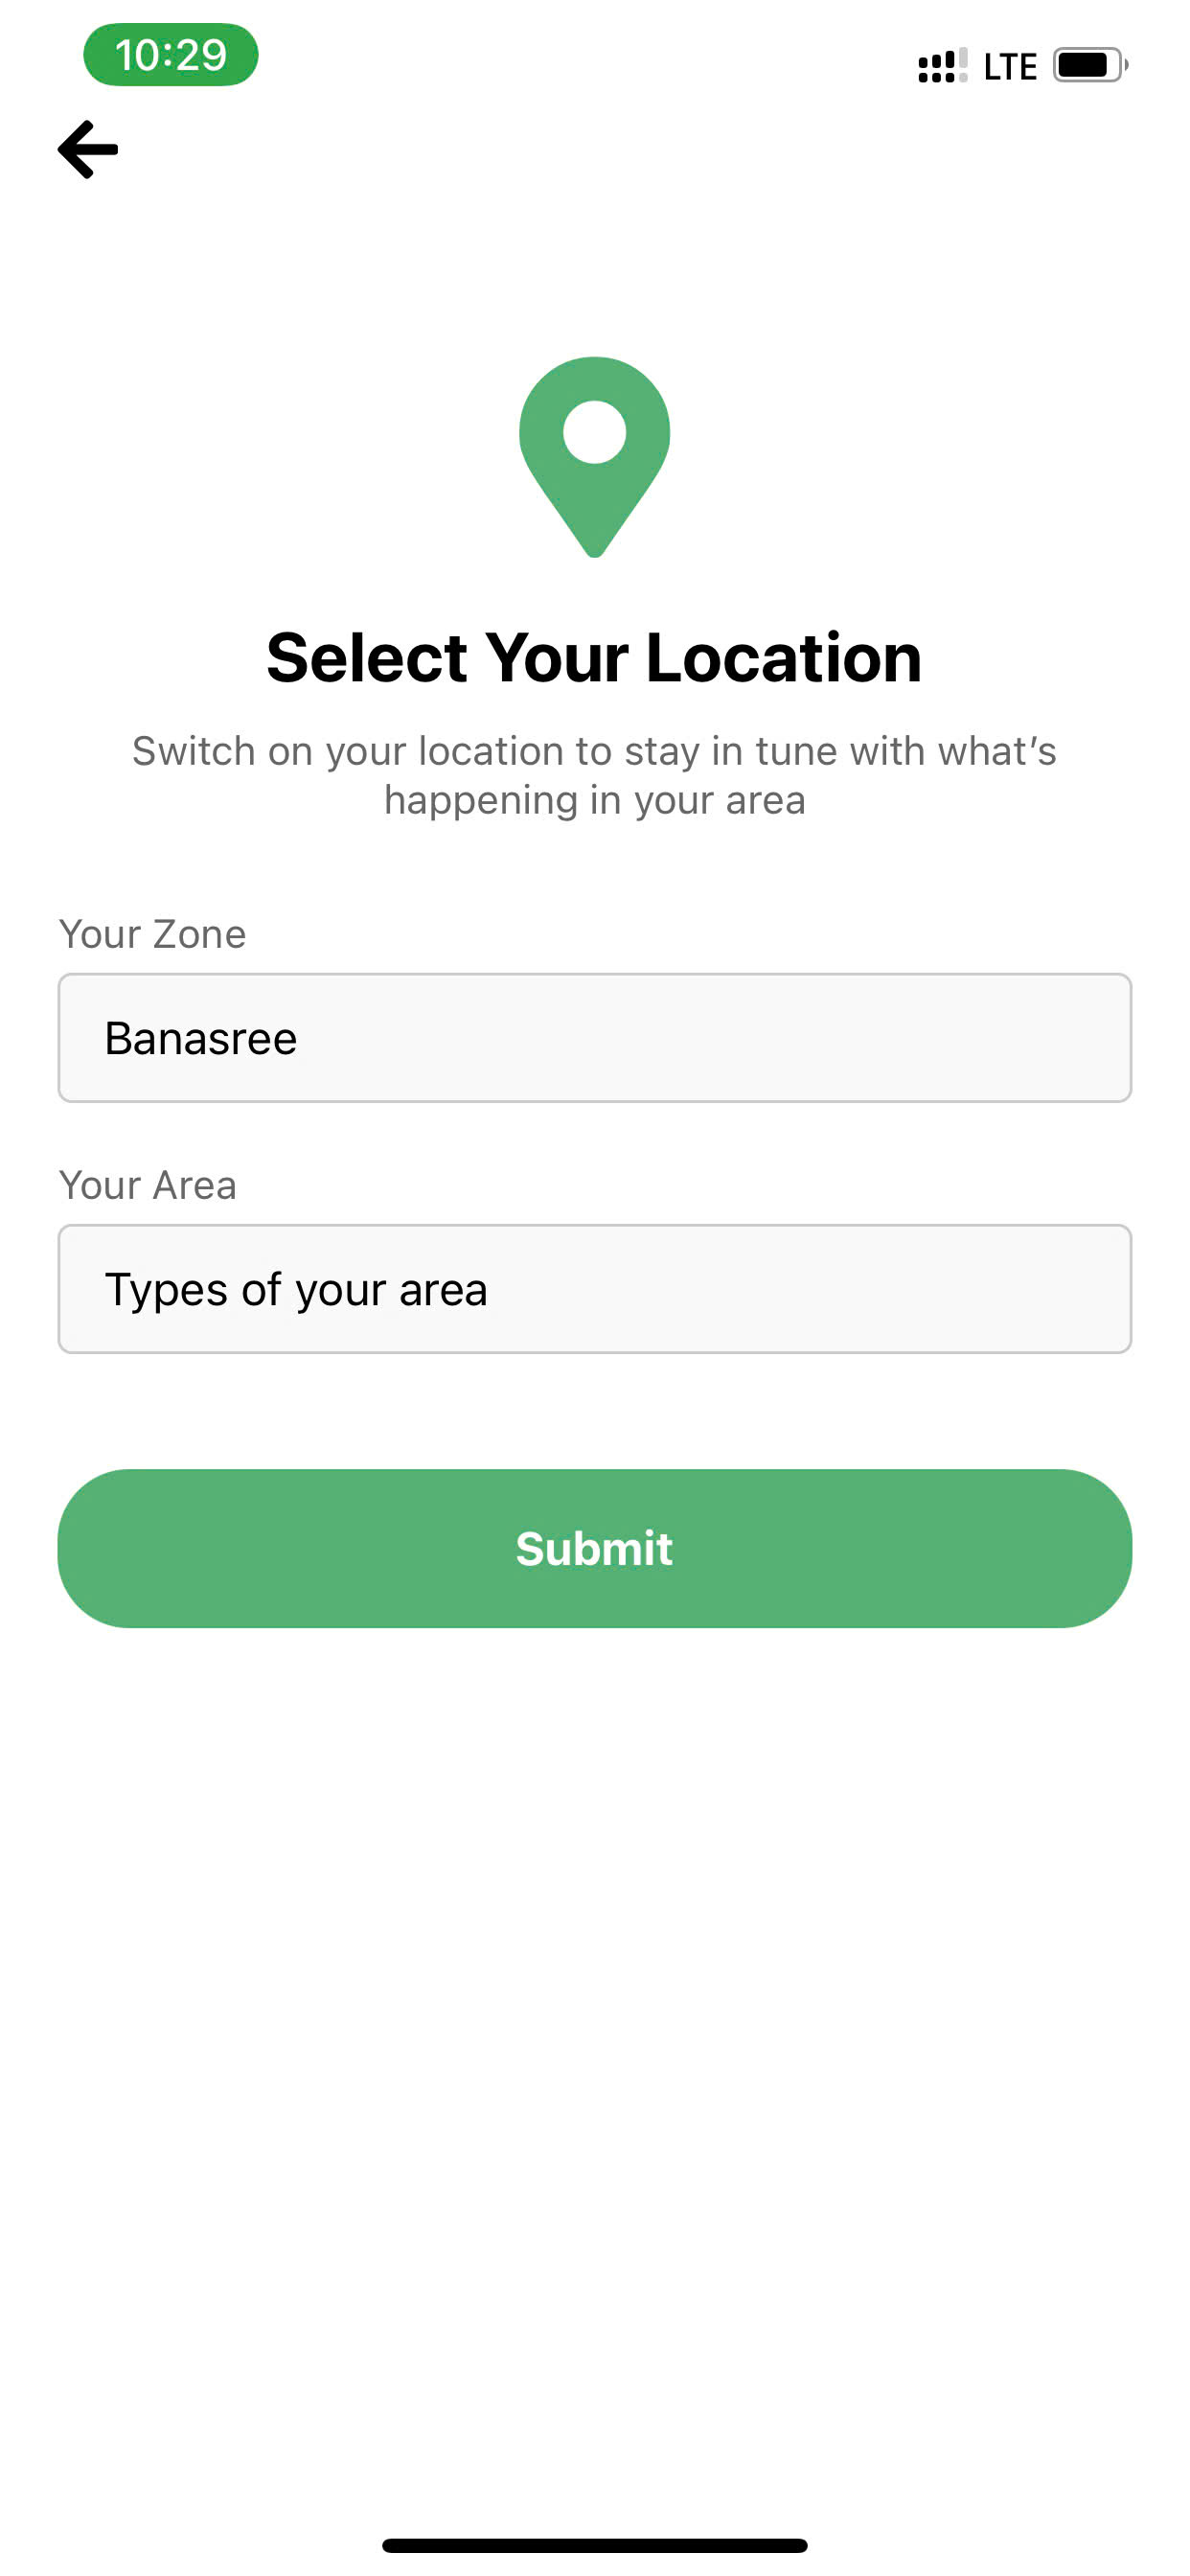 10:29
LTE
Select Your Location
Switch on your location to stay in tune with what’s
happening in your area
Your Zone
Banasree
Your Area
Types of your area
Submit